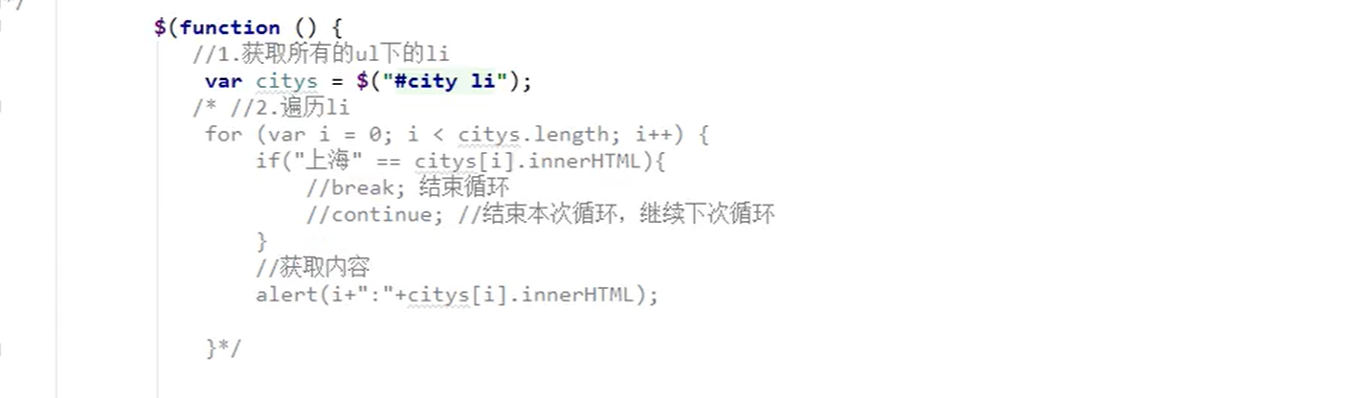 */
$(function () {
//1.获取所有的ul下的li
var citys = $("#city li");
/* //2.遍历li
for (var i = 0; i < citys.length; i++) {
if("上海" == citys[i].innerHTML){
//break; 结束循环
//continue; //结束本次循环，继续下次循环
}
//获取内容
alert(i+":"+citys[i].innerHTML);
}*/